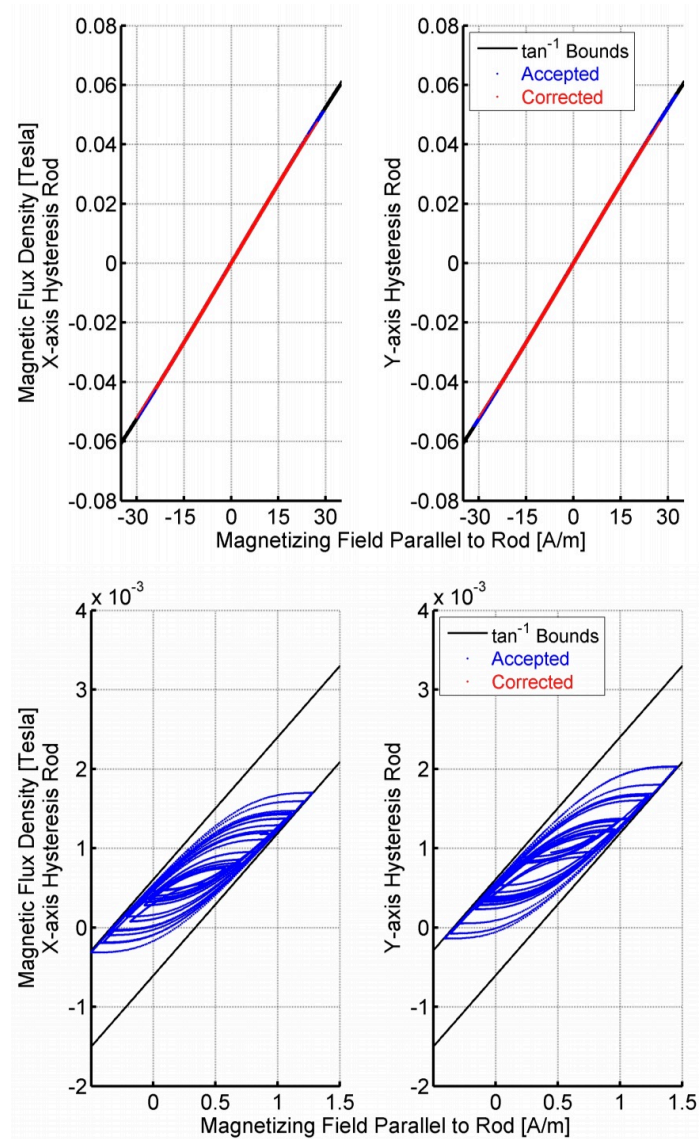 0.08
0.06
0.04
0.02
0
-0.02
-0.04
-0.06
-0.08
-30 -15 0 15 30
Magnetic Flux Density [Tesla]
X-axis Hysteresis Rod
0.08
0.06
0.04
0.02
0
-0.02
-0.04
-0.06
-0.08
-30 -15 0 15 30
Y-axis Hysteresis Rod
tan⁻¹ Bounds
Accepted
Corrected
Magnetizing Field Parallel to Rod [A/m]
x 10⁻³
4
3
2
1
0
-1
-2
0 0.5 1 1.5
Magnetic Flux Density [Tesla]
X-axis Hysteresis Rod
x 10⁻³
4
3
2
1
0
-1
-2
0 0.5 1 1.5
Y-axis Hysteresis Rod
tan⁻¹ Bounds
Accepted
Corrected
Magnetizing Field Parallel to Rod [A/m]